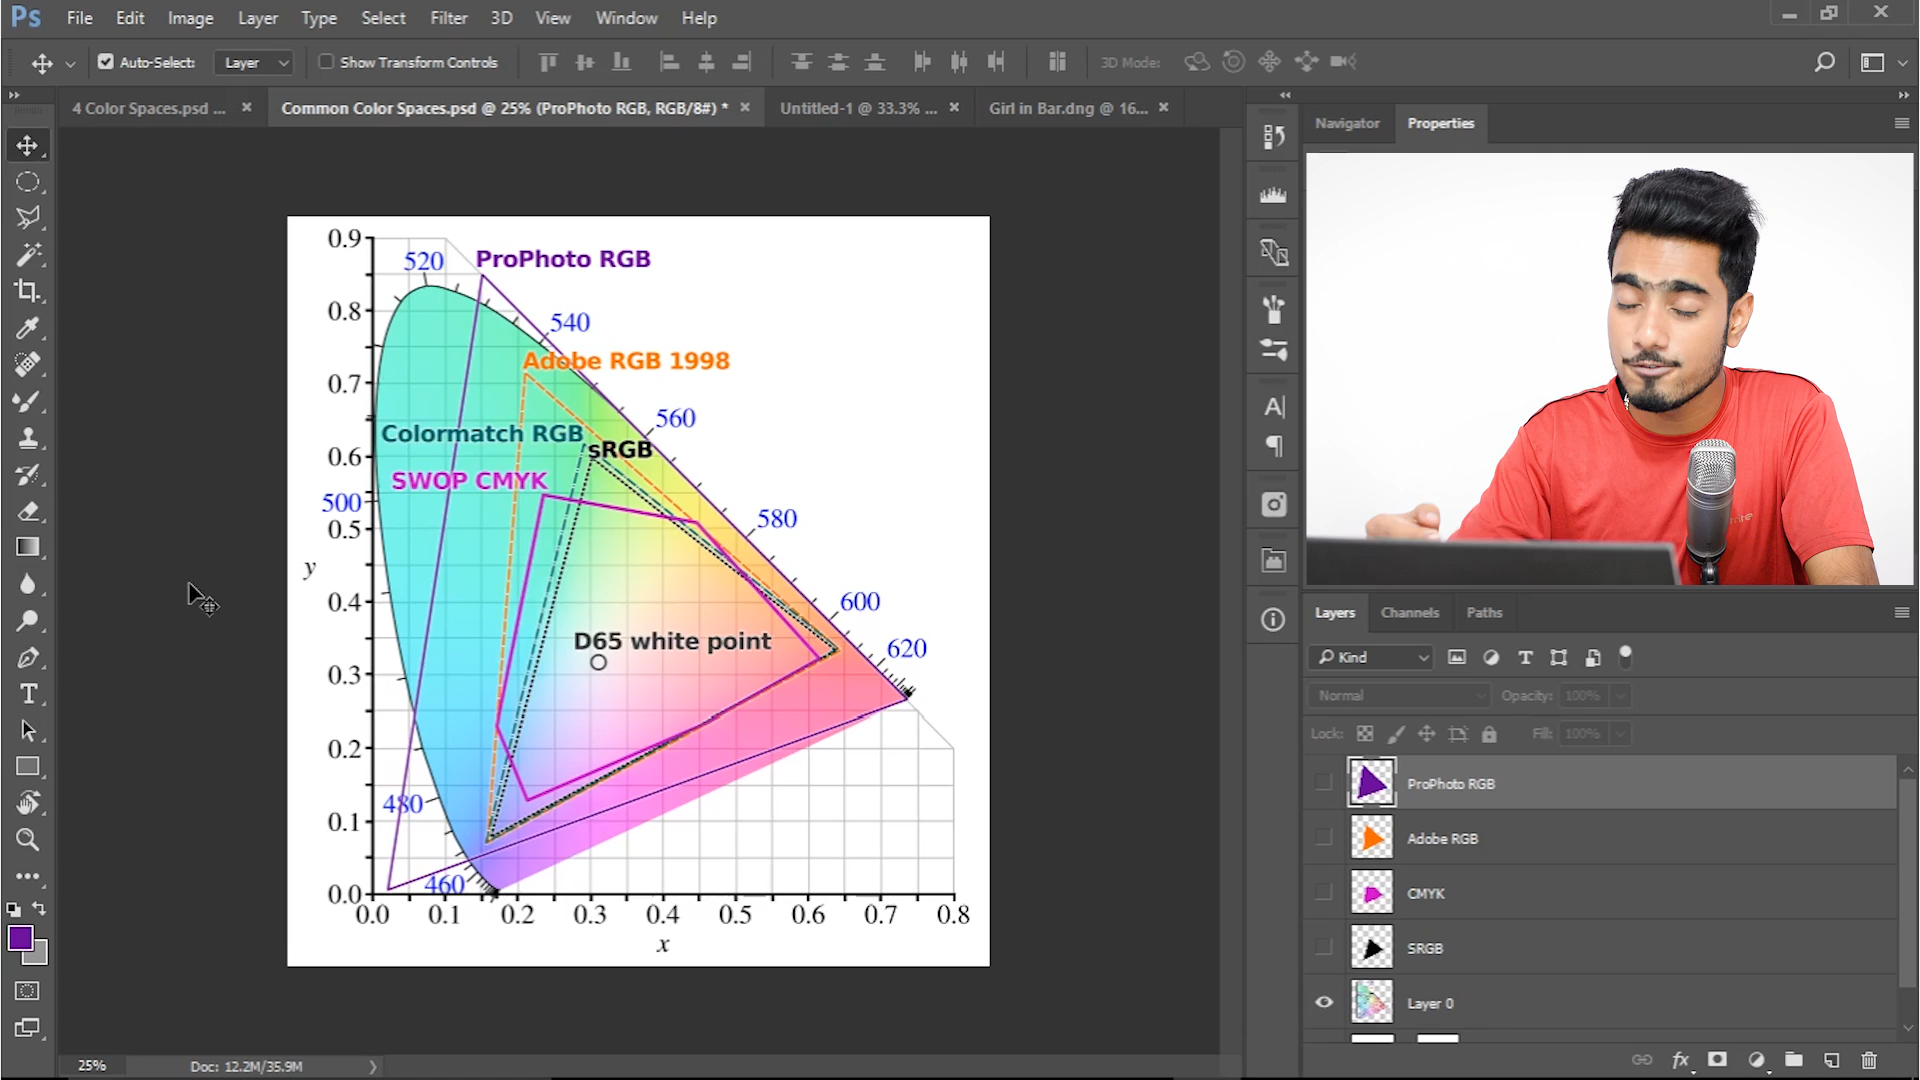 Ps File Edit Image Layer Type Select Filter 3D View Window Help
Auto-Select: Layer Show Transform Controls 3D Mode:
4 Color Spaces.psd ... Common Color Spaces.psd @ 25% (ProPhoto RGB, RGB/8#) * Untitled-1 @ 33.3% ... Girl in Bar.dng @ 16...
Navigator Properties
0.9
ProPhoto RGB
520
0.8
540
Adobe RGB 1998
0.7
560
Colormatch RGB
sRGB
0.6
SWOP CMYK
500
580
0.5
y
0.4
600
D65 white point
620
0.3
0.2
480
0.1
460
0.0
0.0 0.1 0.2 0.3 0.4 0.5 0.6 0.7 0.8
x
Layers Channels Paths
Kind
Normal Opacity: 100%
Lock: Fill: 100%
ProPhoto RGB
Adobe RGB
CMYK
SRGB
Layer 0
25% Doc: 12.2M/35.9M